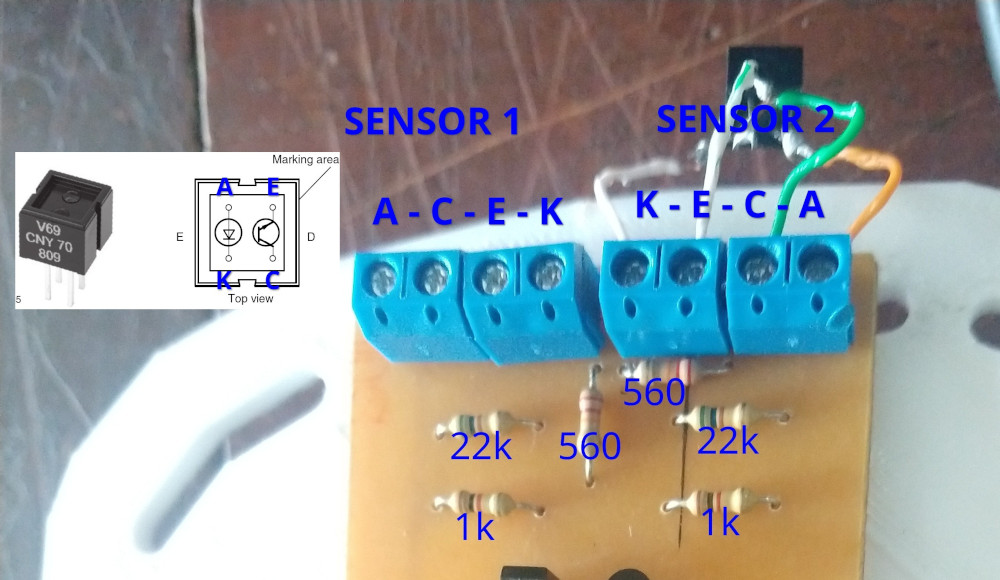 SENSOR 1
SENSOR 2
A - C - E - K
K - E - C - A
Marking area
A
E
V69
CNY 70
809
E
D
K
C
5
Top view
560
22k
560
22k
1k
1k